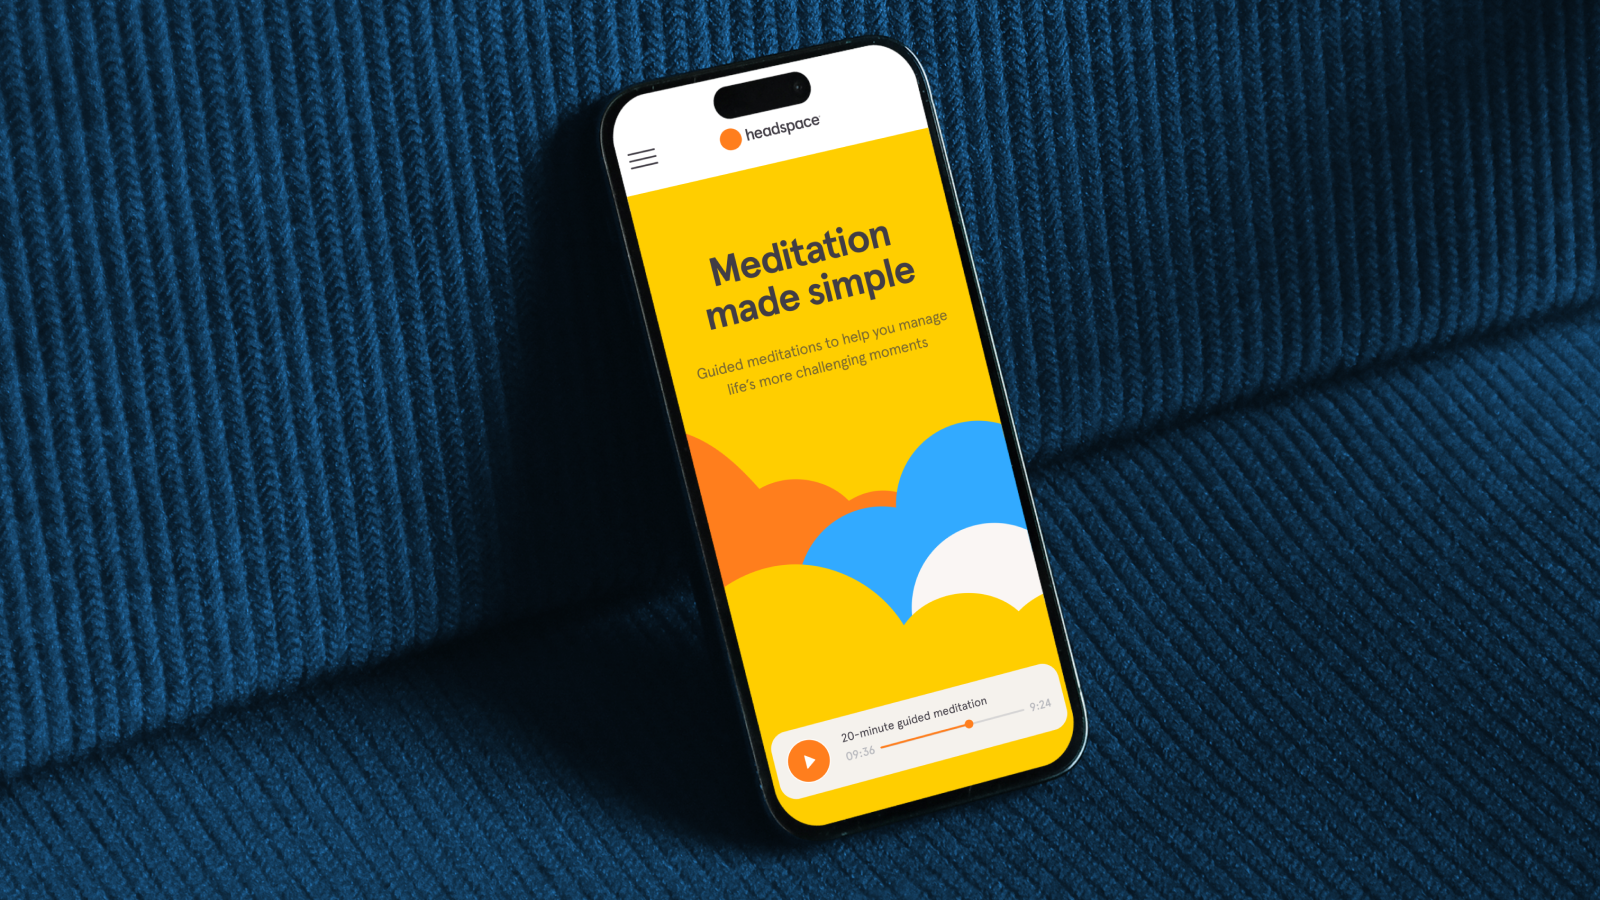 headspace
Meditation
made simple
Guided meditations to help you manage
life's more challenging moments
20-minute guided meditation
09:36
9:24